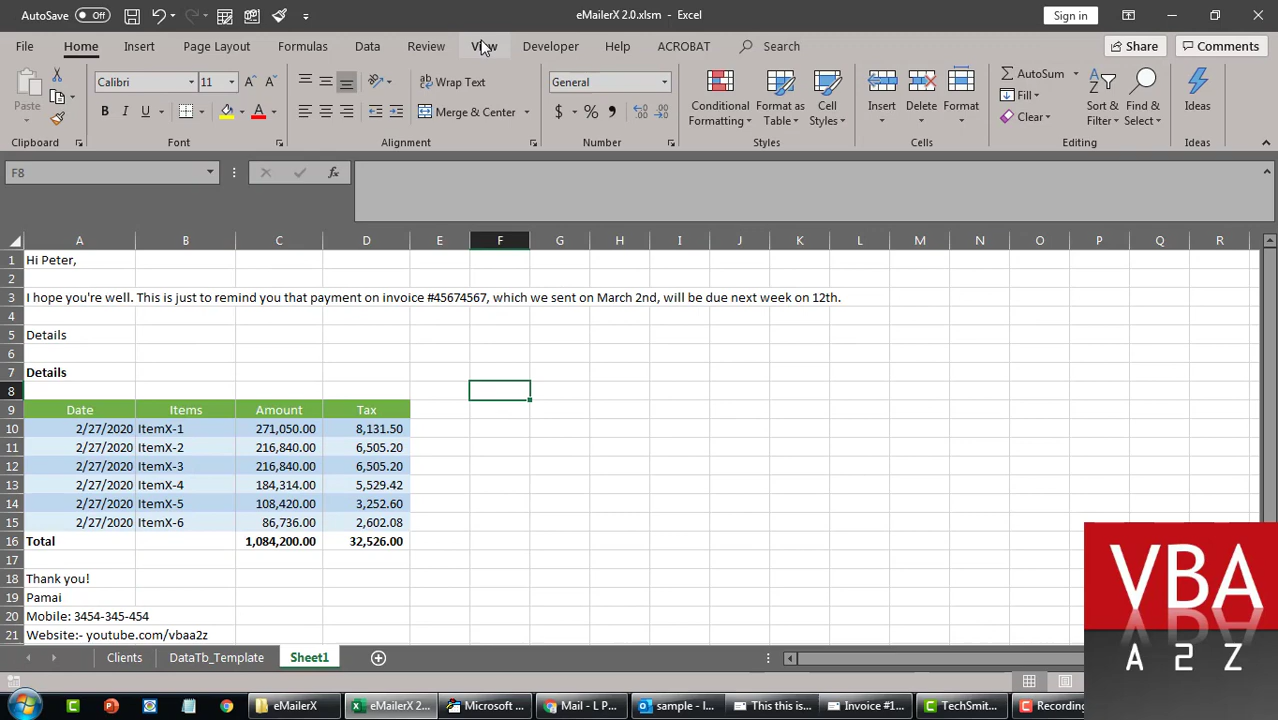 AutoSave Off eMailerX 2.0.xlsm - Excel Sign in
File Home Insert Page Layout Formulas Data Review View Developer Help ACROBAT Search Share Comments
Paste Calibri 11 Wrap Text General Conditional Formatting Format as Table Cell Styles Insert Delete Format AutoSum Fill Clear Sort & Filter Find & Select Ideas
B I U A Merge & Center $ % ,
Clipboard Font Alignment Number Styles Cells Editing Ideas
F8 fx
A B C D E F G H I J K L M N O P Q R
1 Hi Peter,
2
3 I hope you're well. This is just to remind you that payment on invoice #45674567, which we sent on March 2nd, will be due next week on 12th.
4
5 Details
6
7 Details
8
9 Date Items Amount Tax
10 2/27/2020 ItemX-1 271,050.00 8,131.50
11 2/27/2020 ItemX-2 216,840.00 6,505.20
12 2/27/2020 ItemX-3 216,840.00 6,505.20
13 2/27/2020 ItemX-4 184,314.00 5,529.42
14 2/27/2020 ItemX-5 108,420.00 3,252.60
15 2/27/2020 ItemX-6 86,736.00 2,602.08
16 Total 1,084,200.00 32,526.00
17
18 Thank you!
19 Pamai
20 Mobile: 3454-345-454
21 Website:- youtube.com/vbaa2z
VBA
A 2 Z
Clients DataTb_Template Sheet1
eMailerX eMailerX 2... Microsoft ... Mail - L P... sample - I... This this is... Invoice #1... TechSmit... Recording